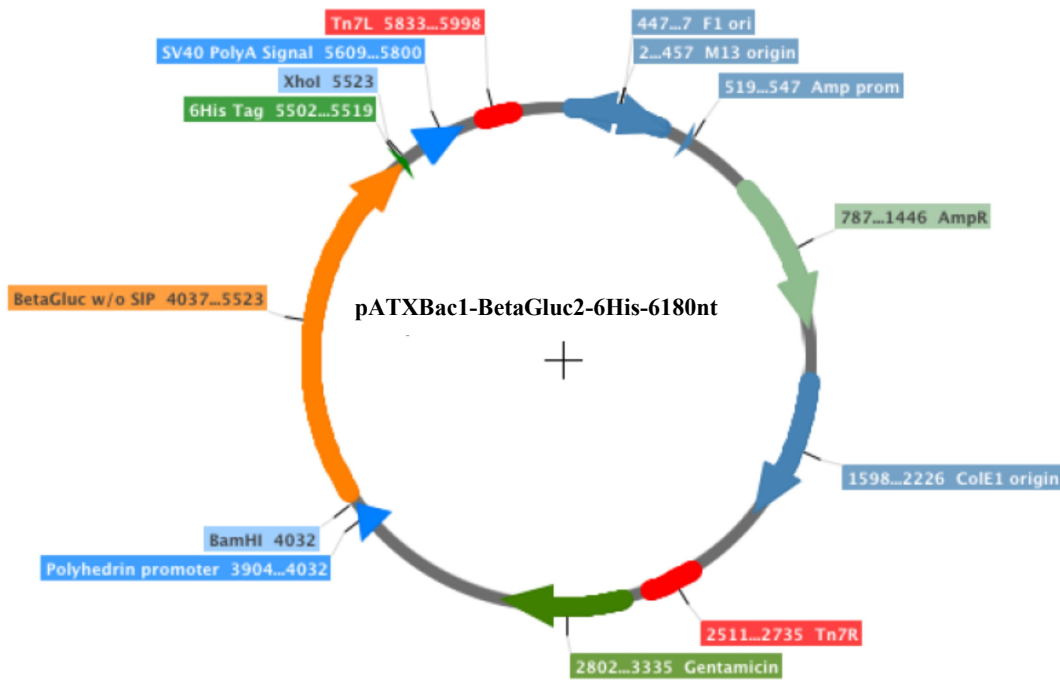 Tn7L 5833...5998
447...7 F1 ori
SV40 PolyA Signal 5609...5800
2...457 M13 origin
XhoI 5523
519...547 Amp prom
6His Tag 5502...5519
787...1446 AmpR
BetaGluc w/o SIP 4037...5523
pATXBac1-BetaGluc2-6His-6180nt
1598...2226 ColE1 origin
BamHI 4032
Polyhedrin promoter 3904...4032
2511...2735 Tn7R
2802...3335 Gentamicin